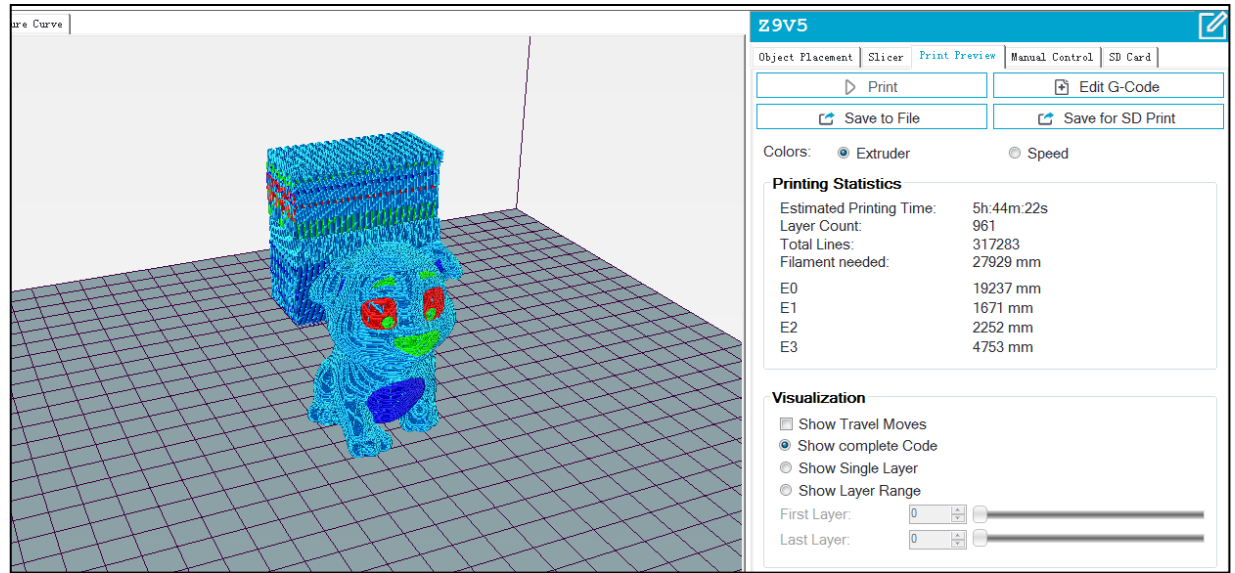 ure Curve
Z9V5
Object Placement Slicer Print Preview Manual Control SD Card
Print Edit G-Code
Save to File Save for SD Print
Colors: Extruder Speed
Printing Statistics
Estimated Printing Time: 5h:44m:22s
Layer Count: 961
Total Lines: 317283
Filament needed: 27929 mm
E0 19237 mm
E1 1671 mm
E2 2252 mm
E3 4753 mm
Visualization
Show Travel Moves
Show complete Code
Show Single Layer
Show Layer Range
First Layer: 0
Last Layer: 0